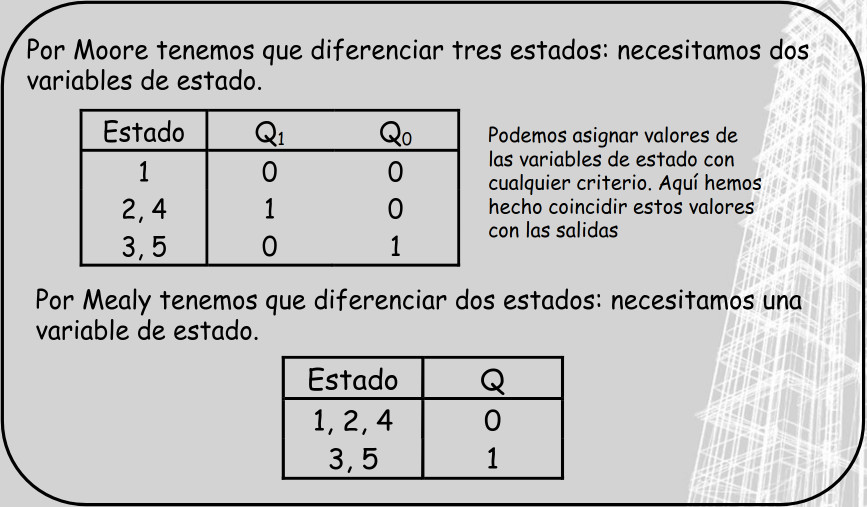 Por Moore tenemos que diferenciar tres estados: necesitamos dos
variables de estado.
Estado Q₁ Q₀
1 0 0
2, 4 1 0
3, 5 0 1
Podemos asignar valores de
las variables de estado con
cualquier criterio. Aquí hemos
hecho coincidir estos valores
con las salidas
Por Mealy tenemos que diferenciar dos estados: necesitamos una
variable de estado.
Estado Q
1, 2, 4 0
3, 5 1